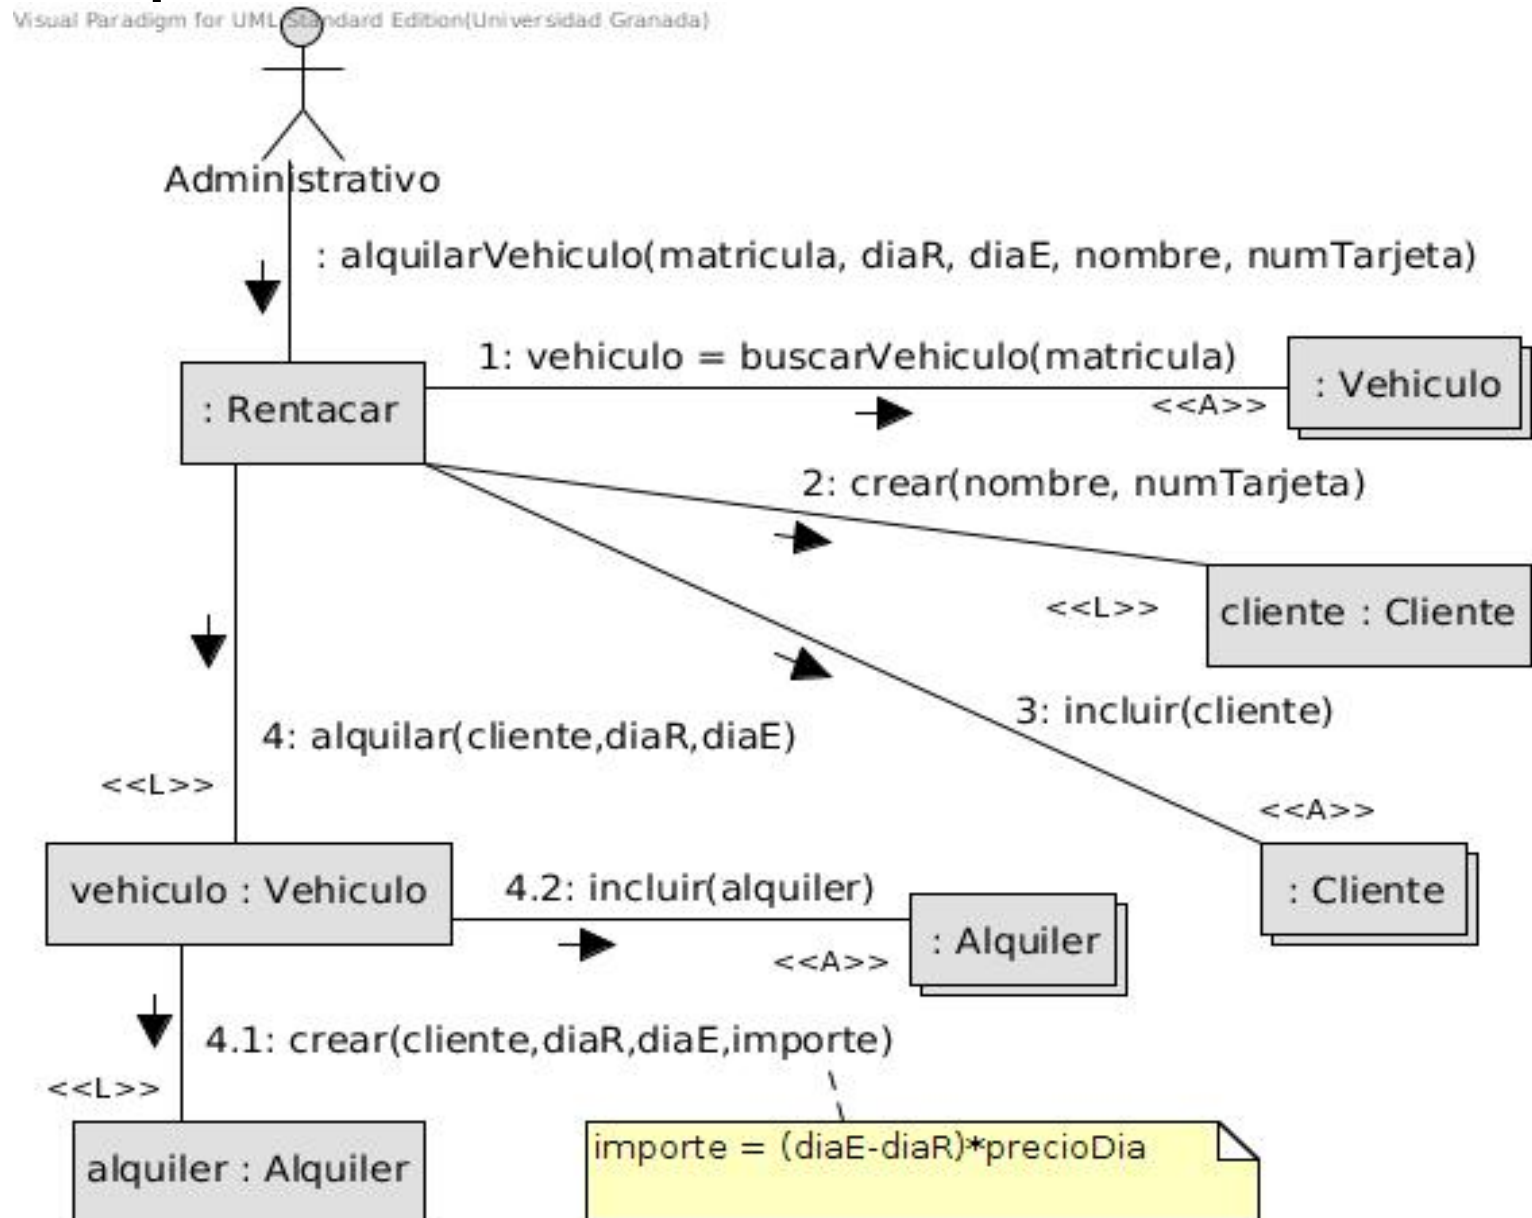 Visual Paradigm for UML Standard Edition(Universidad Granada)
Administrativo
: alquilarVehiculo(matricula, diaR, diaE, nombre, numTarjeta)
1: vehiculo = buscarVehiculo(matricula)
: Vehiculo
<<A>>
: Rentacar
2: crear(nombre, numTarjeta)
<<L>>
cliente : Cliente
3: incluir(cliente)
4: alquilar(cliente,diaR,diaE)
<<L>>
<<A>>
vehiculo : Vehiculo
4.2: incluir(alquiler)
: Cliente
: Alquiler
<<A>>
4.1: crear(cliente,diaR,diaE,importe)
<<L>>
importe = (diaE-diaR)*precioDia
alquiler : Alquiler